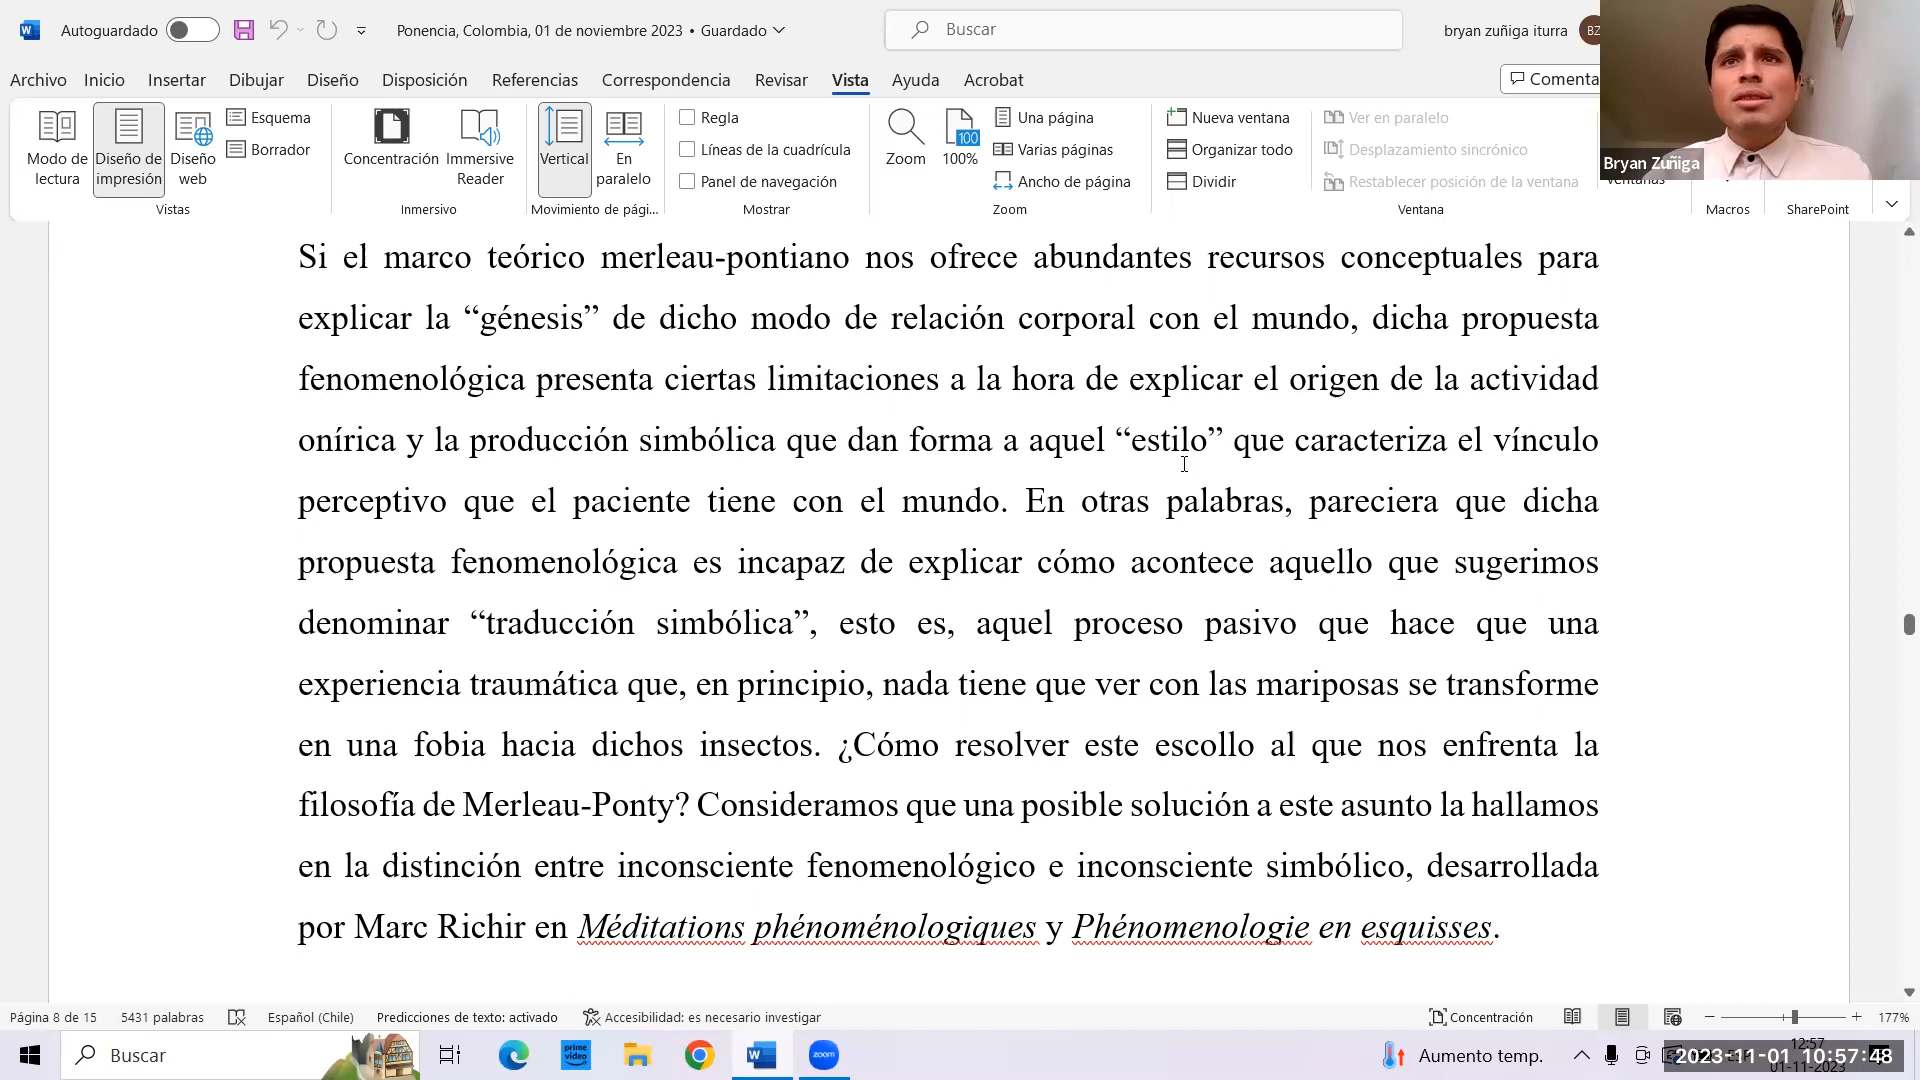 Autoguardado
Ponencia, Colombia, 01 de noviembre 2023 • Guardado
Buscar
bryan zuñiga iturra
BZ
Archivo Inicio Insertar Dibujar Diseño Disposición Referencias Correspondencia Revisar Vista Ayuda Acrobat
Comenta
Modo de lectura
Diseño de impresión
Diseño web
Esquema
Borrador
Vistas
Concentración
Immersive Reader
Inmersivo
Vertical
En paralelo
Movimiento de pági...
Regla
Líneas de la cuadrícula
Panel de navegación
Mostrar
Zoom
100
100%
Una página
Varias páginas
Ancho de página
Zoom
Nueva ventana
Organizar todo
Dividir
Ver en paralelo
Desplazamiento sincrónico
Restablecer posición de la ventana
Ventana
Macros
SharePoint
Bryan Zuñiga
Si el marco teórico merleau-pontiano nos ofrece abundantes recursos conceptuales para
explicar la “génesis” de dicho modo de relación corporal con el mundo, dicha propuesta
fenomenológica presenta ciertas limitaciones a la hora de explicar el origen de la actividad
onírica y la producción simbólica que dan forma a aquel “estilo” que caracteriza el vínculo
perceptivo que el paciente tiene con el mundo. En otras palabras, pareciera que dicha
propuesta fenomenológica es incapaz de explicar cómo acontece aquello que sugerimos
denominar “traducción simbólica”, esto es, aquel proceso pasivo que hace que una
experiencia traumática que, en principio, nada tiene que ver con las mariposas se transforme
en una fobia hacia dichos insectos. ¿Cómo resolver este escollo al que nos enfrenta la
filosofía de Merleau-Ponty? Consideramos que una posible solución a este asunto la hallamos
en la distinción entre inconsciente fenomenológico e inconsciente simbólico, desarrollada
por Marc Richir en Méditations phénoménologiques y Phénomenologie en esquisses.
Página 8 de 15
5431 palabras
Español (Chile)
Predicciones de texto: activado
Accesibilidad: es necesario investigar
Concentración
177%
Buscar
prime video
zoom
Aumento temp.
12:57
01-11-2023
2023-11-01 10:57:48